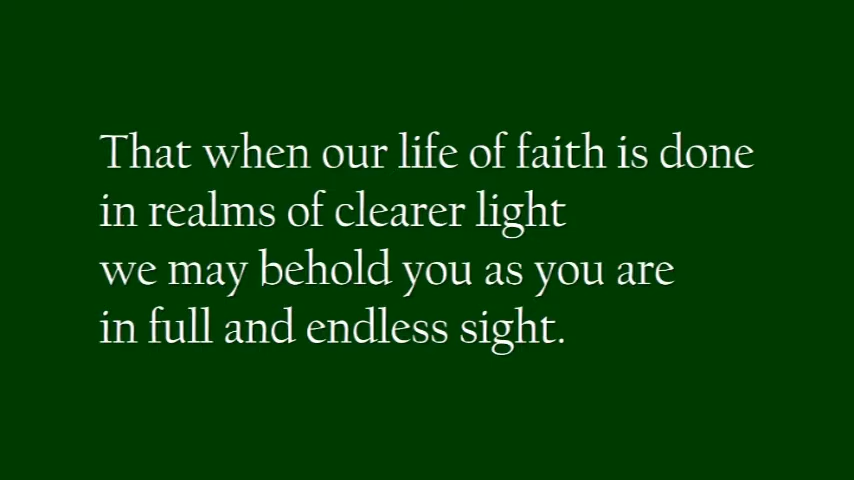 That when our life of faith is done
in realms of clearer light
we may behold you as you are
in full and endless sight.